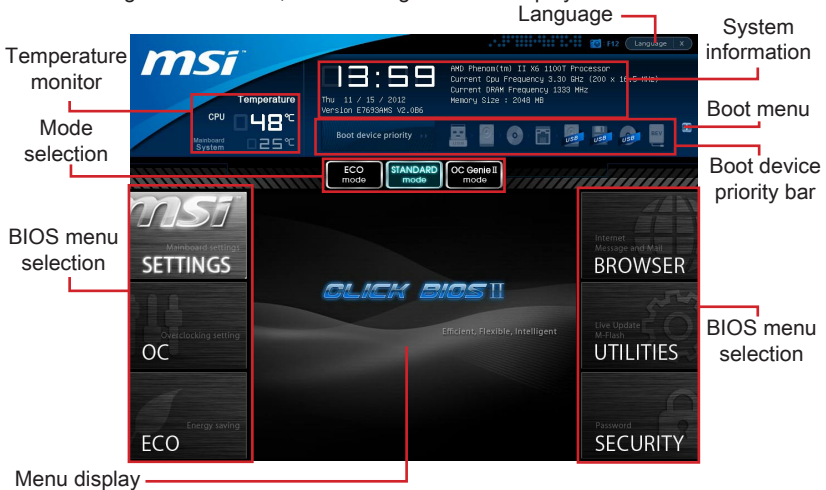 Language
System
information
Temperature
monitor
Mode
selection
BIOS menu
selection
Menu display
Boot menu
Boot device
priority bar
BIOS menu
selection
msi
F12
Language X
13:59
Thu 11 / 15 / 2012
Version E7693AMS V2.0B6
AMD Phenom(tm) II X6 1100T Processor
Current Cpu Frequency 3.30 GHz (200 x 16.5 MHz)
Current DRAM Frequency 1333 MHz
Memory Size : 2048 MB
Temperature
CPU 48°C
Mainboard
System 25°C
Boot device priority
USB USB USB
ECO
mode
STANDARD
mode
OC Genie II
mode
msi
Mainboard settings
SETTINGS
Overclocking setting
OC
Energy saving
ECO
CLICK BIOS II
Efficient, Flexible, Intelligent
Internet
Message and Mail
BROWSER
Live Update
M-Flash
UTILITIES
Password
SECURITY